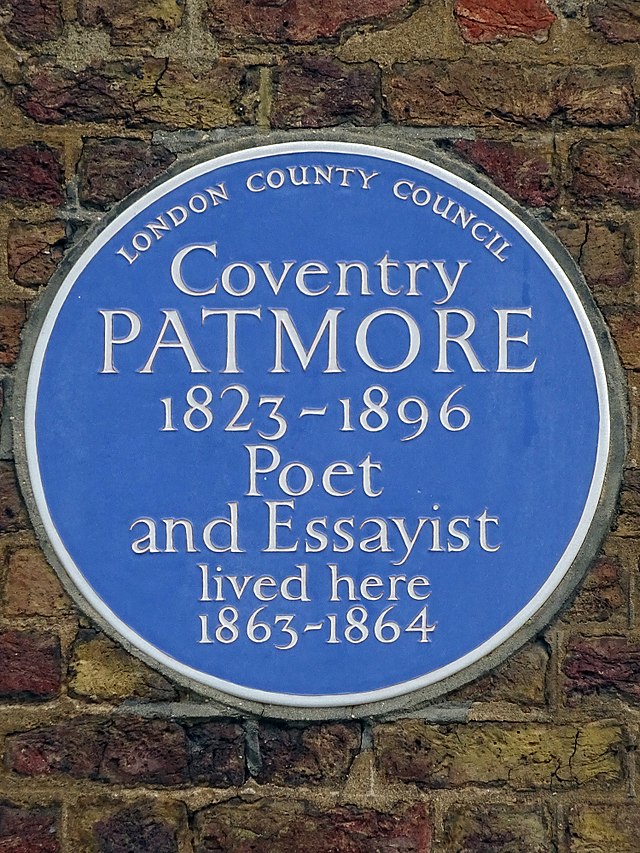 LONDON COUNTY COUNCIL
Coventry
PATMORE
1823-1896
Poet
and Essayist
lived here
1863-1864